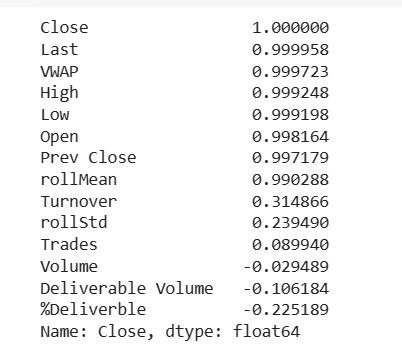 Close 1.000000
Last 0.999958
VWAP 0.999723
High 0.999248
Low 0.999198
Open 0.998164
Prev Close 0.997179
rollMean 0.990288
Turnover 0.314866
rollStd 0.239490
Trades 0.089940
Volume -0.029489
Deliverable Volume -0.106184
%Deliverble -0.225189
Name: Close, dtype: float64